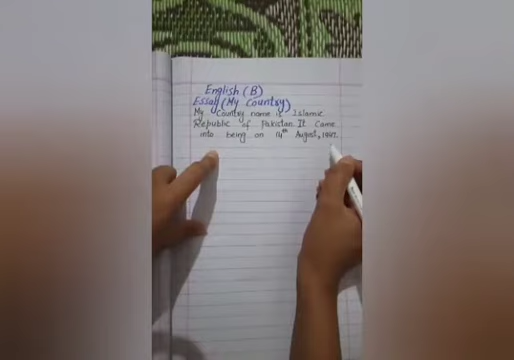 English (B)
Essay (My Country)
My Country name is Islamic
Republic of Pakistan. It Came
into being on 14th August, 1947.